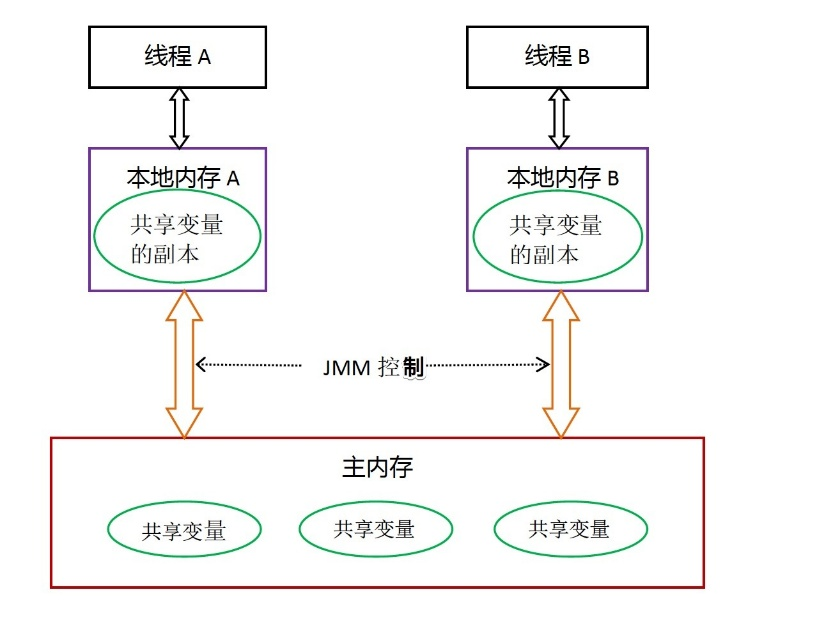 线程 A
线程 B
本地内存 A
共享变量
的副本
本地内存 B
共享变量
的副本
JMM 控制
主内存
共享变量
共享变量
共享变量